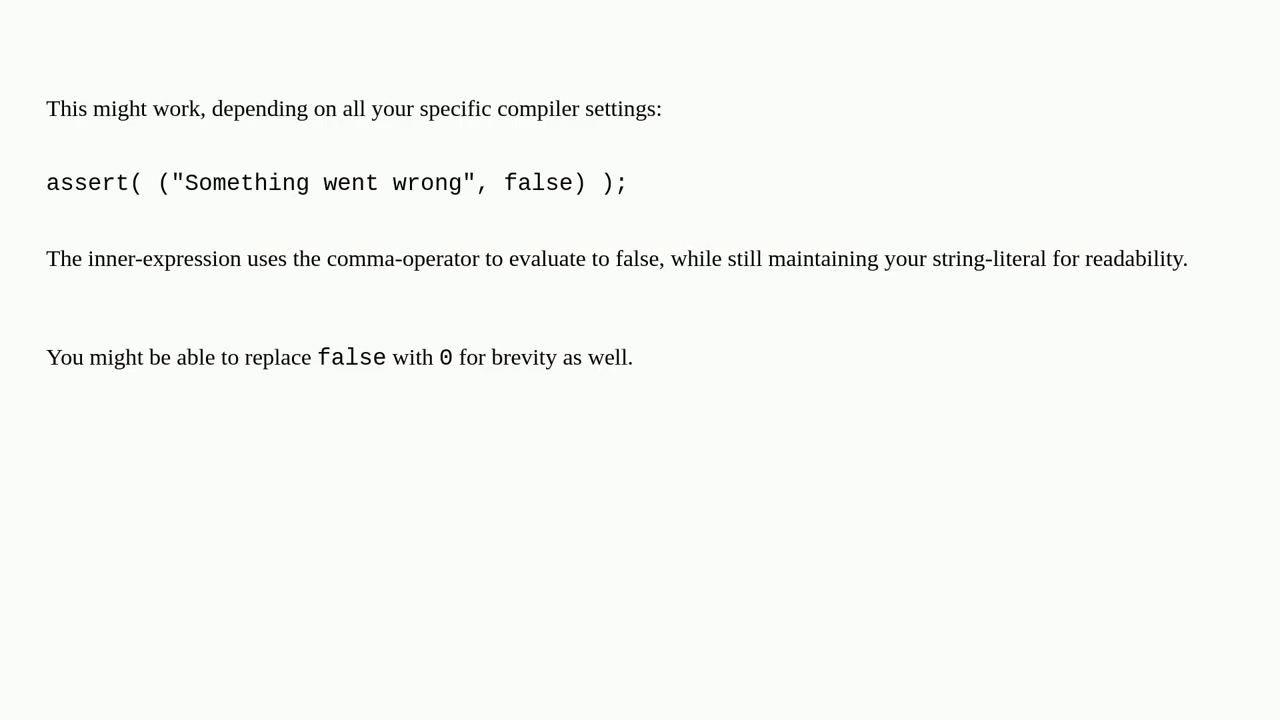 This might work, depending on all your specific compiler settings:
assert( ("Something went wrong", false) );
The inner-expression uses the comma-operator to evaluate to false, while still maintaining your string-literal for readability.
You might be able to replace false with 0 for brevity as well.